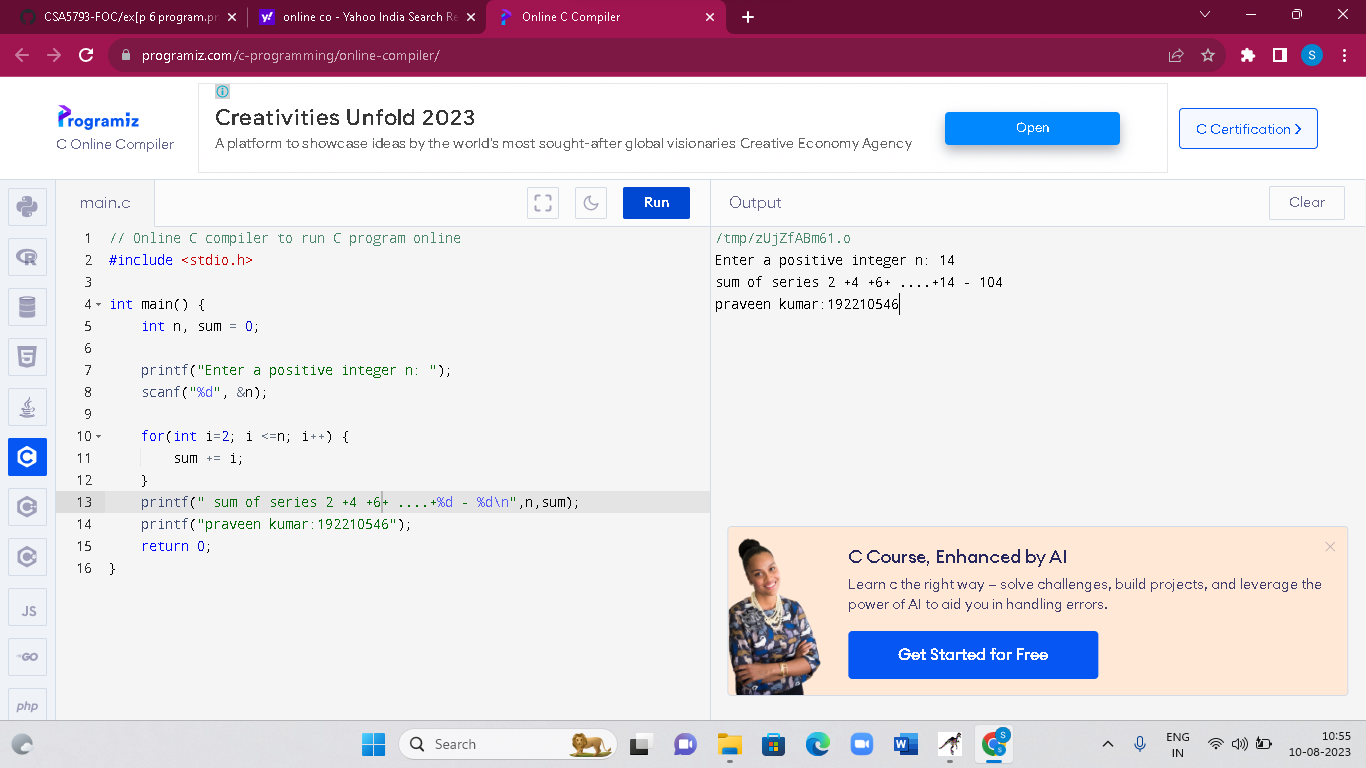 CSA5793-FOC/ex[p 6 program.pr
online co - Yahoo India Search Re
Online C Compiler
programiz.com/c-programming/online-compiler/
S
Programiz
C Online Compiler
Creativities Unfold 2023
A platform to showcase ideas by the world's most sought-after global visionaries Creative Economy Agency
Open
C Certification
main.c
Run
Output
Clear
1 // Online C compiler to run C program online
2 #include <stdio.h>
3
4 int main() {
5 int n, sum = 0;
6
7 printf("Enter a positive integer n: ");
8 scanf("%d", &n);
9
10 for(int i=2; i <=n; i++) {
11 sum += i;
12 }
13 printf(" sum of series 2 +4 +6+ ....+%d - %d\n",n,sum);
14 printf("praveen kumar:192210546");
15 return 0;
16 }
/tmp/zUjZfABm61.o
Enter a positive integer n: 14
sum of series 2 +4 +6+ ....+14 - 104
praveen kumar:192210546
JS
GO
php
C Course, Enhanced by AI
Learn c the right way – solve challenges, build projects, and leverage the
power of AI to aid you in handling errors.
Get Started for Free
Search
ENG
IN
10:55
10-08-2023